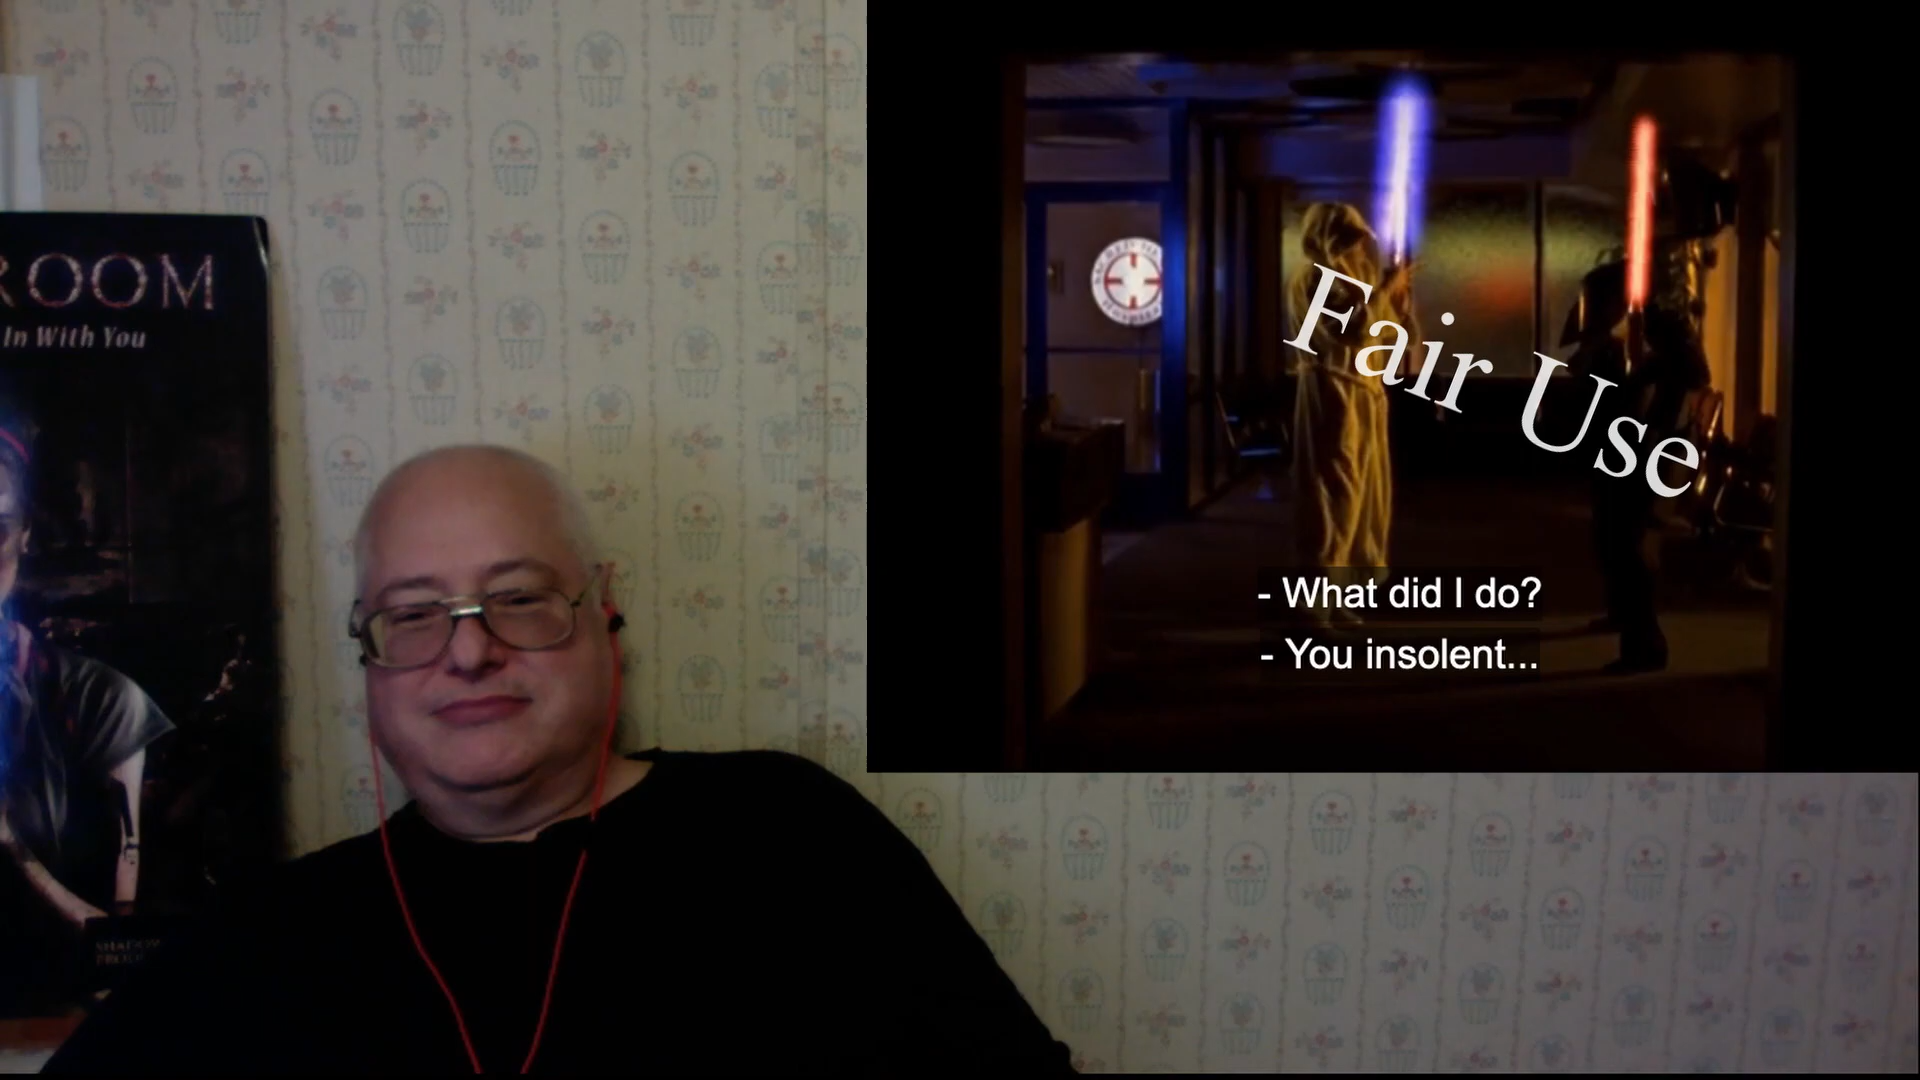 ROOM
In With You
Fair Use
- What did I do?
- You insolent...